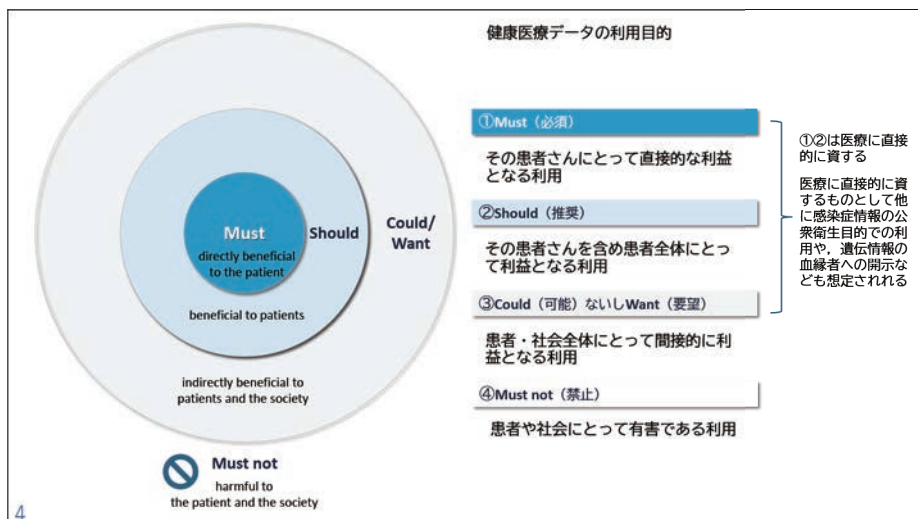 健康医療データの利用目的
Must
directly beneficial
to the patient
Should
beneficial to patients
Could/
Want
indirectly beneficial to
patients and the society
Must not
harmful to
the patient and the society
①Must（必須）
その患者さんにとって直接的な利益
となる利用
②Should（推奨）
その患者さんを含め患者全体にとっ
て利益となる利用
③Could（可能）ないしWant（要望）
患者・社会全体にとって間接的に利
益となる利用
④Must not（禁止）
患者や社会にとって有害である利用
①②は医療に直接
的に資する
医療に直接的に資
するものとして他
に感染症情報の公
衆衛生目的での利
用や，遺伝情報の
血縁者への開示な
ども想定されれる
4